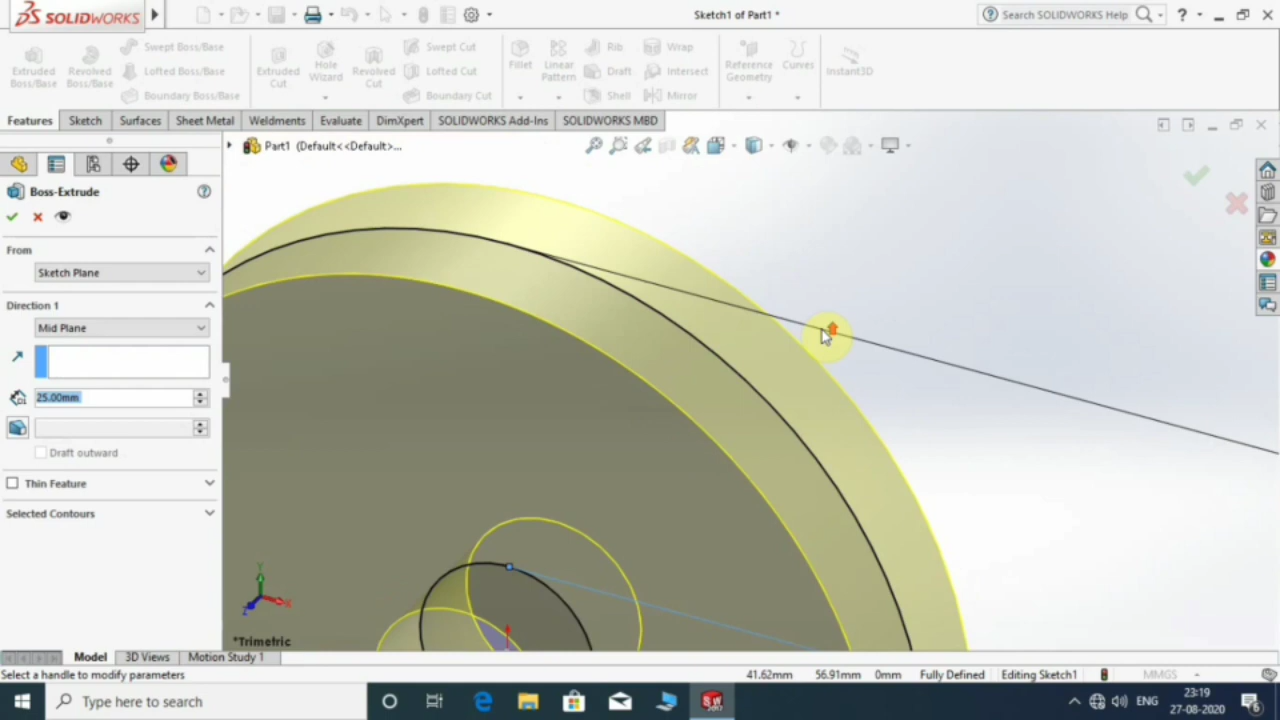 SOLIDWORKS
Sketch1 of Part1 *
Search SOLIDWORKS Help
Extruded Boss/Base
Revolved Boss/Base
Swept Boss/Base
Lofted Boss/Base
Boundary Boss/Base
Extruded Cut
Hole Wizard
Revolved Cut
Swept Cut
Lofted Cut
Boundary Cut
Fillet
Linear Pattern
Rib
Draft
Shell
Wrap
Intersect
Mirror
Reference Geometry
Curves
Instant3D
Features
Sketch
Surfaces
Sheet Metal
Weldments
Evaluate
DimXpert
SOLIDWORKS Add-Ins
SOLIDWORKS MBD
Part1 (Default<<Default>...
Boss-Extrude
From
Sketch Plane
Direction 1
Mid Plane
25.00mm
Draft outward
Thin Feature
Selected Contours
Y
X
Z
*Trimetric
Model
3D Views
Motion Study 1
Select a handle to modify parameters
41.62mm
56.91mm
0mm
Fully Defined
Editing Sketch1
MMGS
Type here to search
SW
2017
ENG
23:19
27-08-2020
6